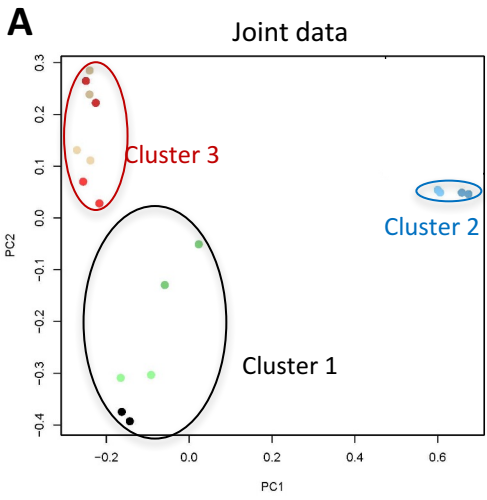 A
Joint data
0.3
0.2
0.1
0.0
−0.1
−0.2
−0.3
−0.4
PC2
Cluster 3
Cluster 2
Cluster 1
−0.2 0.0 0.2 0.4 0.6
PC1